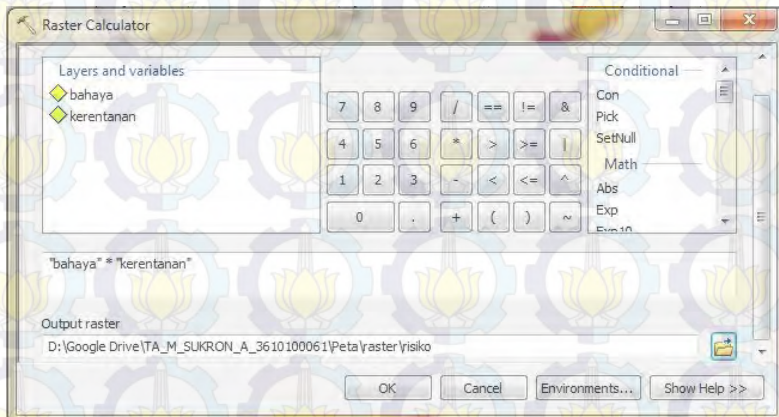 Raster Calculator
Layers and variables
bahaya
kerentanan
7 8 9 / == != &
4 5 6 * > >= |
1 2 3 - < <= ^
0 . + ( ) ~
Conditional
Con
Pick
SetNull
Math
Abs
Exp
Exp10
"bahaya" * "kerentanan"
Output raster
D:\Google Drive\TA_M_SUKRON_A_3610100061\Peta\raster\risiko
OK Cancel Environments... Show Help >>